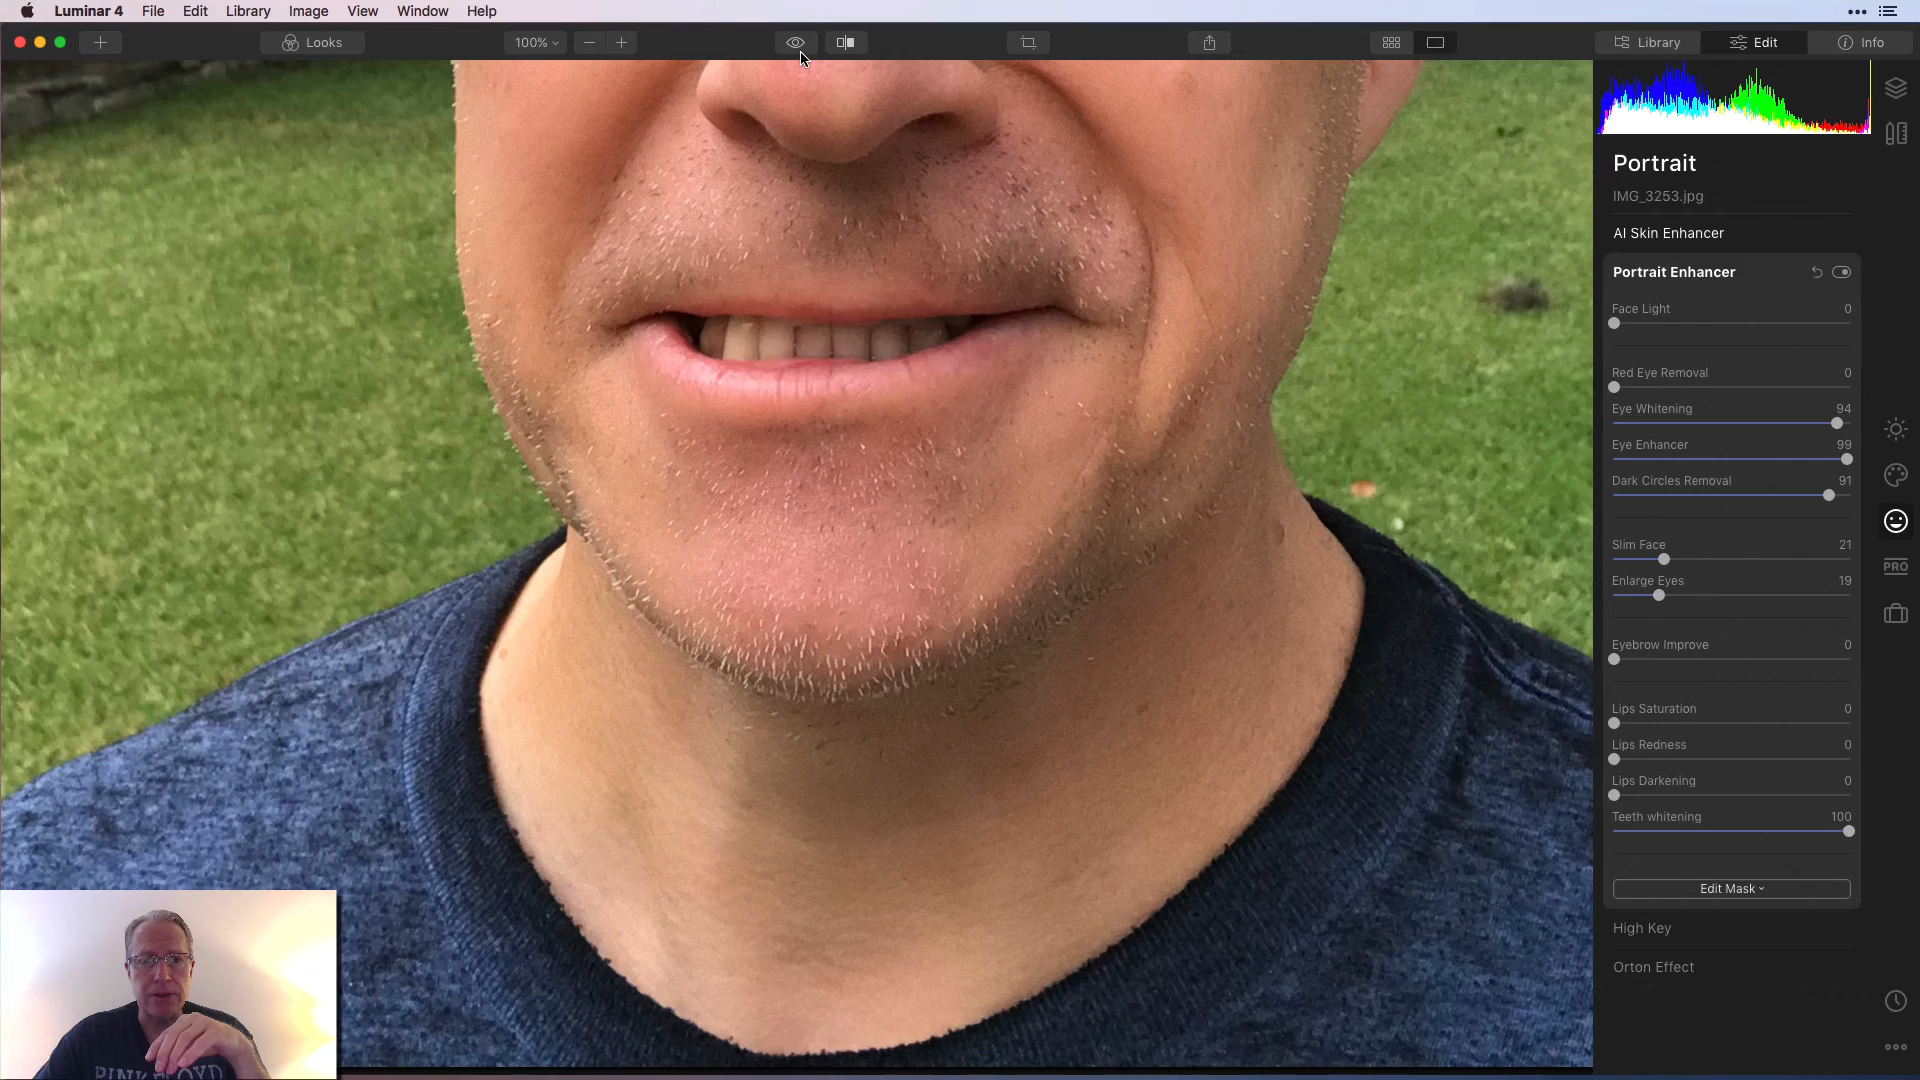 Luminar 4 File Edit Library Image View Window Help
Looks 100% Library Edit Info
Portrait
IMG_3253.jpg
AI Skin Enhancer
Portrait Enhancer
Face Light 0
Red Eye Removal 0
Eye Whitening 94
Eye Enhancer 99
Dark Circles Removal 91
Slim Face 21
Enlarge Eyes 19
PRO
Eyebrow Improve 0
Lips Saturation 0
Lips Redness 0
Lips Darkening 0
Teeth whitening 100
Edit Mask
High Key
Orton Effect
PINK FLOYD